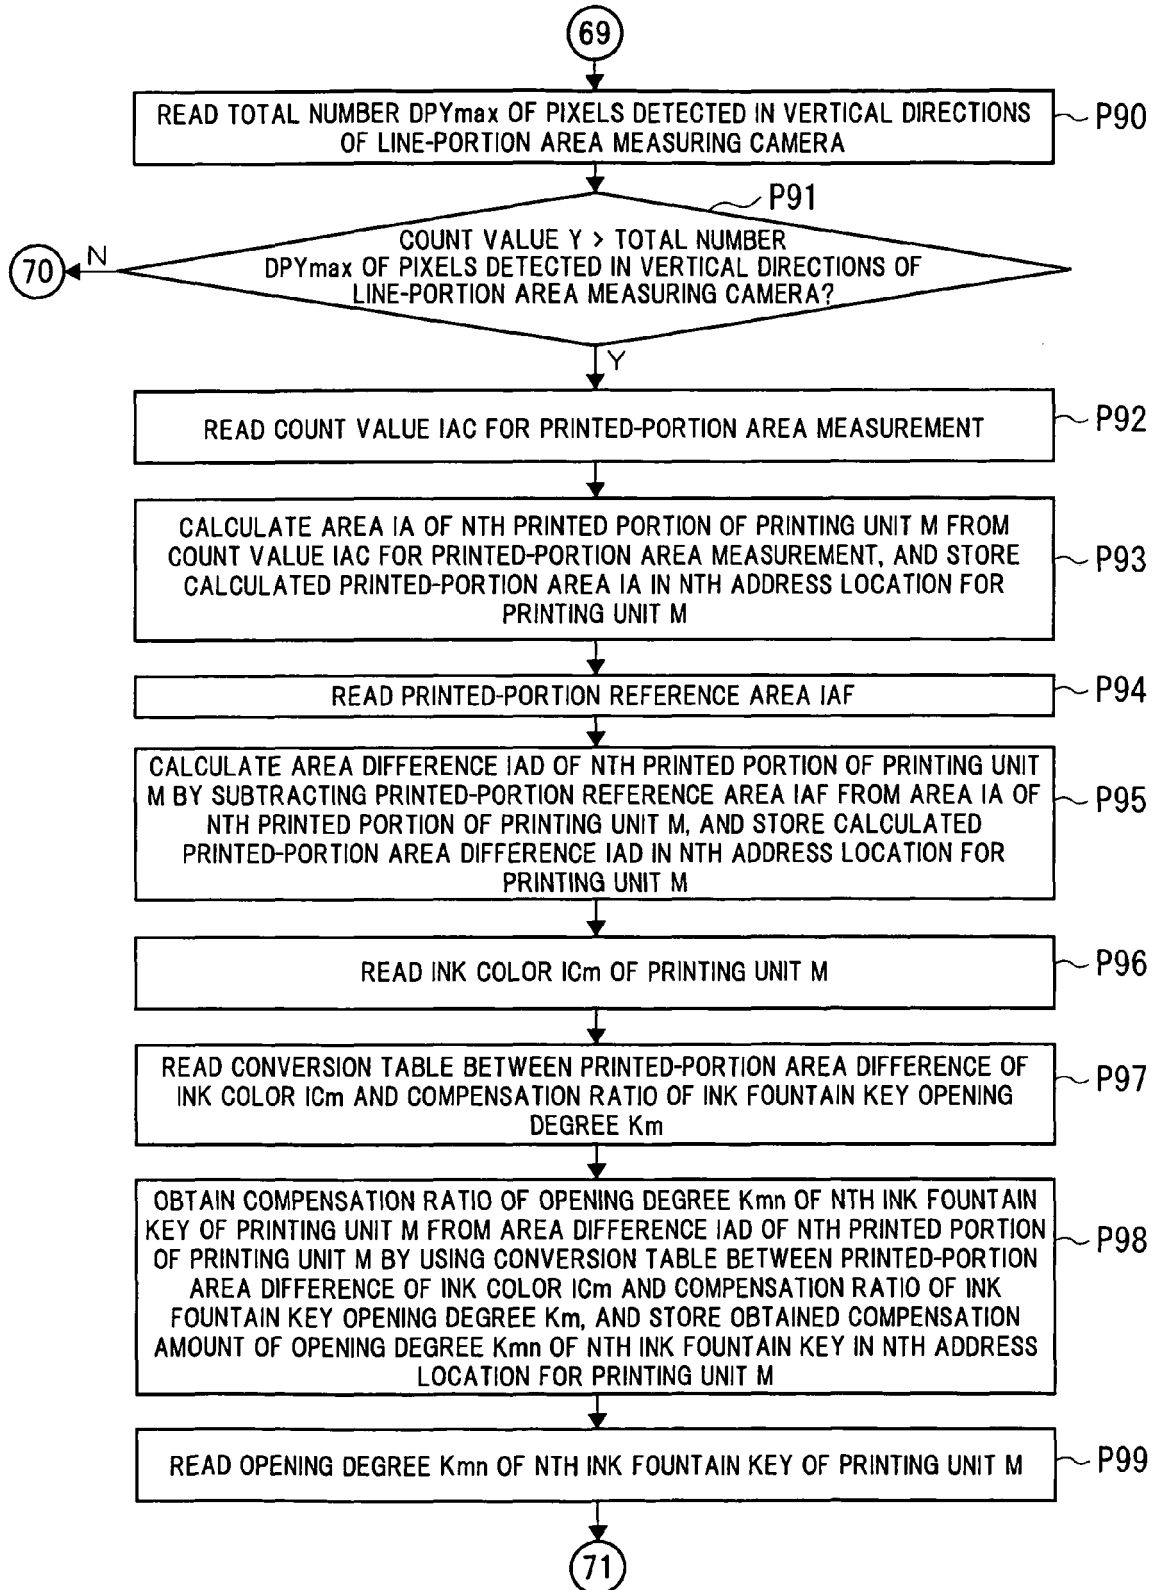 69
READ TOTAL NUMBER DPYmax OF PIXELS DETECTED IN VERTICAL DIRECTIONS
OF LINE-PORTION AREA MEASURING CAMERA
P90
P91
COUNT VALUE Y > TOTAL NUMBER
DPYmax OF PIXELS DETECTED IN VERTICAL DIRECTIONS OF
LINE-PORTION AREA MEASURING CAMERA?
N
70
Y
READ COUNT VALUE IAC FOR PRINTED-PORTION AREA MEASUREMENT
P92
CALCULATE AREA IA OF NTH PRINTED PORTION OF PRINTING UNIT M FROM
COUNT VALUE IAC FOR PRINTED-PORTION AREA MEASUREMENT, AND STORE
CALCULATED PRINTED-PORTION AREA IA IN NTH ADDRESS LOCATION FOR
PRINTING UNIT M
P93
READ PRINTED-PORTION REFERENCE AREA IAF
P94
CALCULATE AREA DIFFERENCE IAD OF NTH PRINTED PORTION OF PRINTING UNIT
M BY SUBTRACTING PRINTED-PORTION REFERENCE AREA IAF FROM AREA IA OF
NTH PRINTED PORTION OF PRINTING UNIT M, AND STORE CALCULATED
PRINTED-PORTION AREA DIFFERENCE IAD IN NTH ADDRESS LOCATION FOR
PRINTING UNIT M
P95
READ INK COLOR ICm OF PRINTING UNIT M
P96
READ CONVERSION TABLE BETWEEN PRINTED-PORTION AREA DIFFERENCE OF
INK COLOR ICm AND COMPENSATION RATIO OF INK FOUNTAIN KEY OPENING
DEGREE Km
P97
OBTAIN COMPENSATION RATIO OF OPENING DEGREE Kmn OF NTH INK FOUNTAIN
KEY OF PRINTING UNIT M FROM AREA DIFFERENCE IAD OF NTH PRINTED PORTION
OF PRINTING UNIT M BY USING CONVERSION TABLE BETWEEN PRINTED-PORTION
AREA DIFFERENCE OF INK COLOR ICm AND COMPENSATION RATIO OF INK
FOUNTAIN KEY OPENING DEGREE Km, AND STORE OBTAINED COMPENSATION
AMOUNT OF OPENING DEGREE Kmn OF NTH INK FOUNTAIN KEY IN NTH ADDRESS
LOCATION FOR PRINTING UNIT M
P98
READ OPENING DEGREE Kmn OF NTH INK FOUNTAIN KEY OF PRINTING UNIT M
P99
71